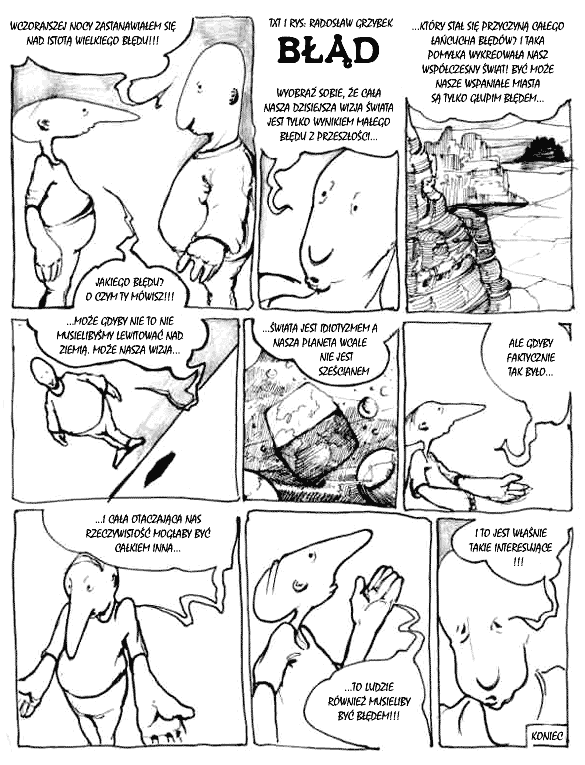 WCZORAJSZEJ NOCY ZASTANAWIAŁEM SIĘ
NAD ISTOTĄ WIELKIEGO BŁĘDU!!!
JAKIEGO BŁĘDU?
O CZYM TY MÓWISZ!!!
TXT I RYS: RADOSŁAW GRZYBEK
BŁĄD
WYOBRAŹ SOBIE, ŻE CAŁA
NASZA DZISIEJSZA WIZJA ŚWIATA
JEST TYLKO WYNIKIEM MAŁEGO
BŁĘDU Z PRZESZŁOŚCI...
...KTÓRY STAŁ SIĘ PRZYCZYNĄ CAŁEGO
ŁAŃCUCHA BŁĘDÓW? I TAKA
POMYŁKA WYKREOWAŁA NASZ
WSPÓŁCZESNY ŚWIAT! BYĆ MOŻE
NASZE WSPANIAŁE MIASTA
SĄ TYLKO GŁUPIM BŁĘDEM...
...MOŻE GDYBY NIE TO NIE
MUSIELIBYŚMY LEWITOWAĆ NAD
ZIEMIĄ. MOŻE NASZA WIZJA...
...ŚWIATA JEST IDIOTYZMEM A
NASZA PLANETA WCALE
NIE JEST
SZEŚCIANEM
ALE GDYBY
FAKTYCZNIE
TAK BYŁO...
...I CAŁA OTACZAJĄCA NAS
RZECZYWISTOŚĆ MOGŁABY BYĆ
CAŁKIEM INNA...
...TO LUDZIE
RÓWNIEŻ MUSIELIBY
BYĆ BŁĘDEM!!!
I TO JEST WŁAŚNIE
TAKIE INTERESUJĄCE
!!!
KONIEC